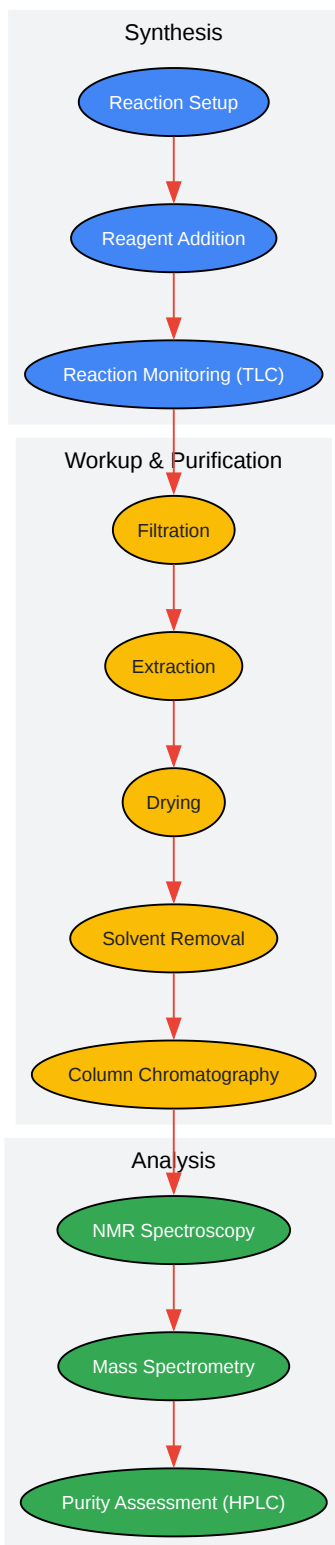 Synthesis
Reaction Setup
Reagent Addition
Reaction Monitoring (TLC)
Workup & Purification
Filtration
Extraction
Drying
Solvent Removal
Column Chromatography
Analysis
NMR Spectroscopy
Mass Spectrometry
Purity Assessment (HPLC)